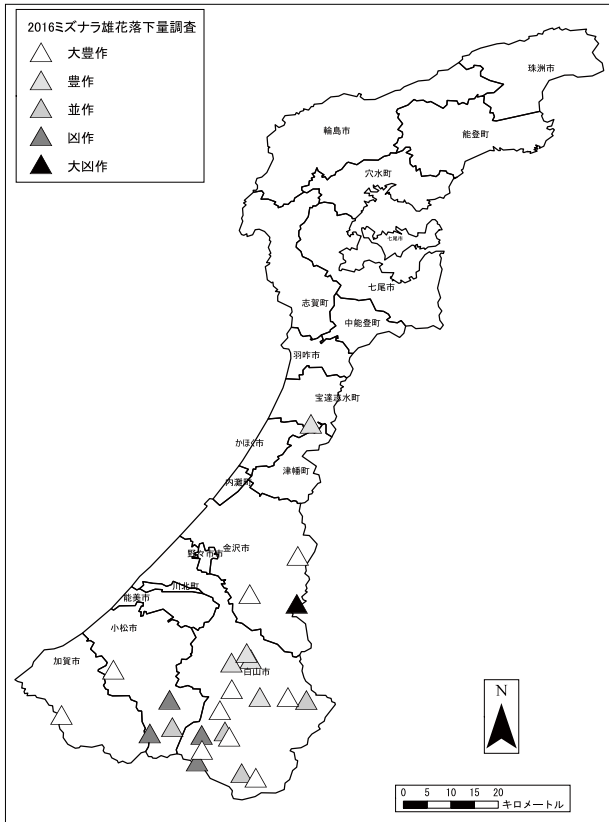 2016ミズナラ雄花落下量調査
大豊作
豊作
並作
凶作
大凶作
珠洲市
輪島市
能登町
穴水町
七尾市
七尾市
志賀町
中能登町
羽咋市
宝達志水町
かほく市
津幡町
内灘町
金沢市
野々市市
川北町
能美市
小松市
加賀市
白山市
N
0 5 10 15 20
キロメートル